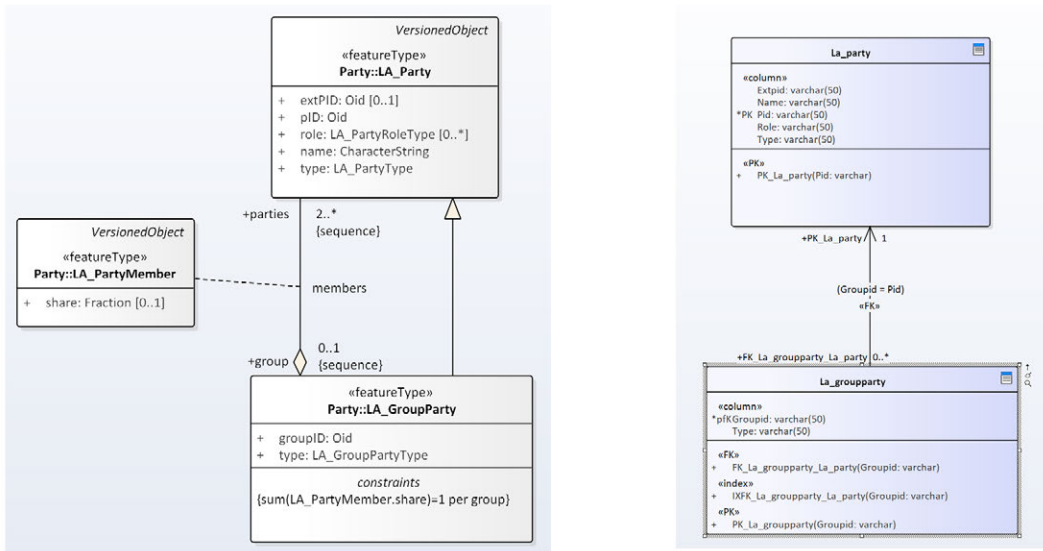 VersionedObject
«featureType»
Party::LA_Party
+ extPID: Oid [0..1]
+ pID: Oid
+ role: LA_PartyRoleType [0..*]
+ name: CharacterString
+ type: LA_PartyType
+parties 2..*
{sequence}
VersionedObject
«featureType»
Party::LA_PartyMember
+ share: Fraction [0..1]
members
0..1
+group {sequence}
«featureType»
Party::LA_GroupParty
+ groupID: Oid
+ type: LA_GroupPartyType
constraints
{sum(LA_PartyMember.share)=1 per group}
La_party
«column»
Extpid: varchar(50)
Name: varchar(50)
*PK Pid: varchar(50)
Role: varchar(50)
Type: varchar(50)
«PK»
+ PK_La_party(Pid: varchar)
+PK_La_party 1
(Groupid = Pid)
«FK»
+FK_La_groupparty_La_party 0..*
La_groupparty
«column»
*pfKGroupid: varchar(50)
Type: varchar(50)
«FK»
+ FK_La_groupparty_La_party(Groupid: varchar)
«index»
+ IXFK_La_groupparty_La_party(Groupid: varchar)
«PK»
+ PK_La_groupparty(Groupid: varchar)